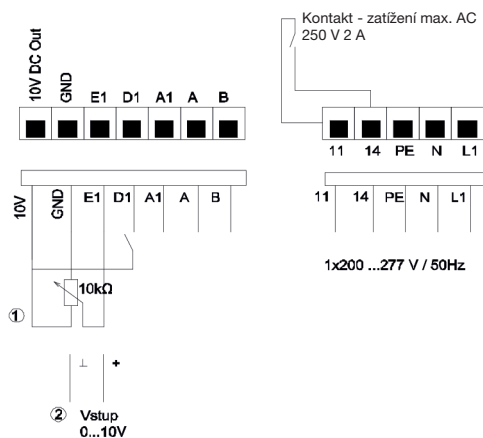 Kontakt - zatížení max. AC
250 V 2 A
10V DC Out
GND
E1 D1 A1 A B
11 14 PE N L1
10V
GND
E1 D1 A1 A B
11 14 PE N L1
1x200 ...277 V / 50Hz
10kΩ
①
⊥ +
② Vstup
0...10V